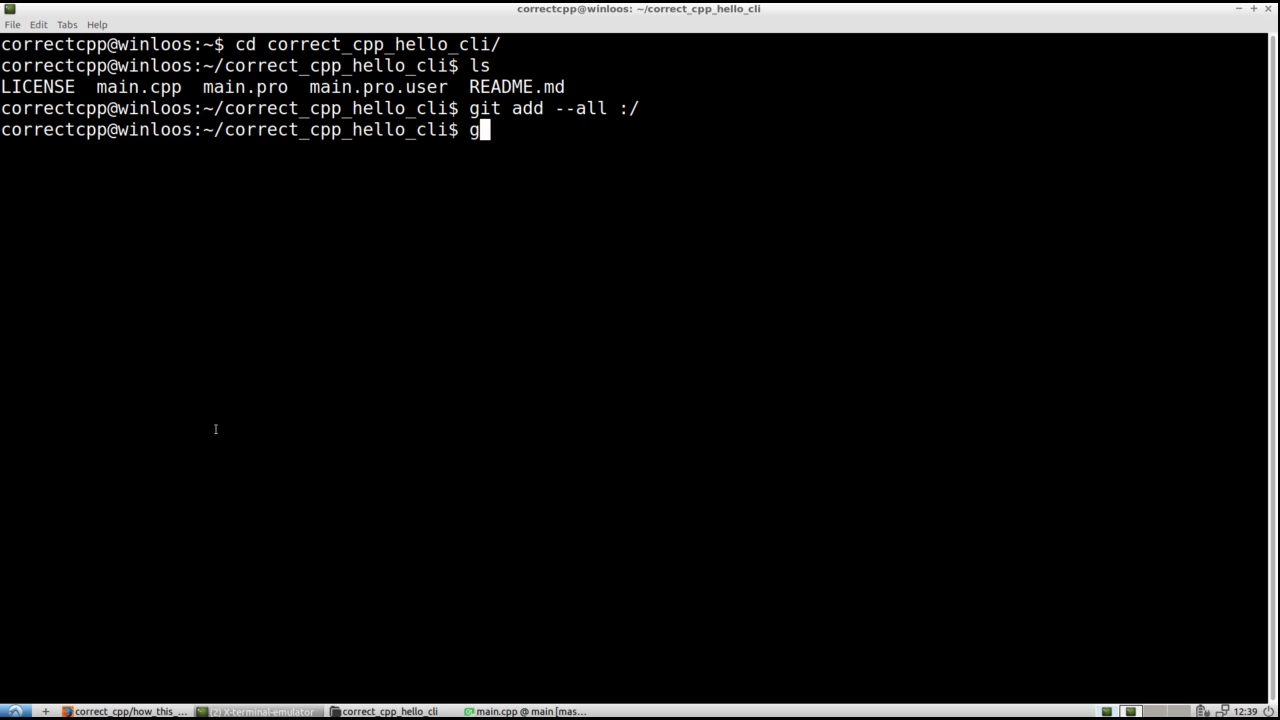 correctcpp@winloos: ~/correct_cpp_hello_cli
File Edit Tabs Help
correctcpp@winloos:~$ cd correct_cpp_hello_cli/
correctcpp@winloos:~/correct_cpp_hello_cli$ ls
LICENSE main.cpp main.pro main.pro.user README.md
correctcpp@winloos:~/correct_cpp_hello_cli$ git add --all :/
correctcpp@winloos:~/correct_cpp_hello_cli$ g
correct_cpp/how_this_... (2) X-terminal-emulator correct_cpp_hello_cli main.cpp @ main [mas... 12:39